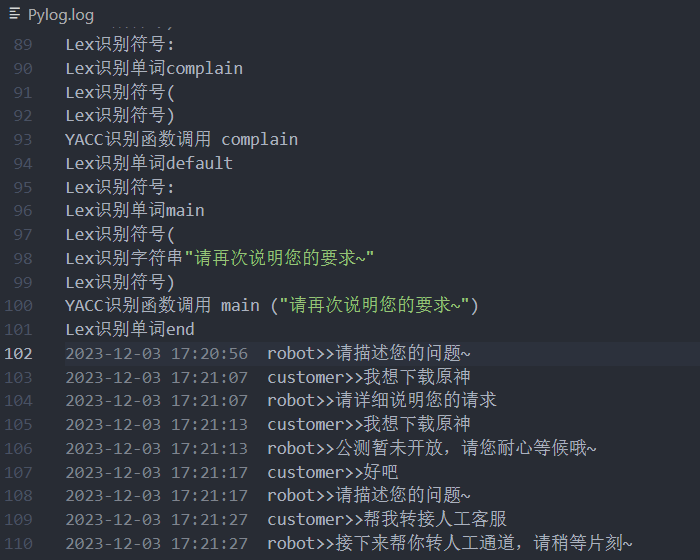 Pylog.log
89 Lex识别符号:
90 Lex识别单词complain
91 Lex识别符号(
92 Lex识别符号)
93 YACC识别函数调用 complain
94 Lex识别单词default
95 Lex识别符号:
96 Lex识别单词main
97 Lex识别符号(
98 Lex识别字符串"请再次说明您的要求~"
99 Lex识别符号)
100 YACC识别函数调用 main ("请再次说明您的要求~")
101 Lex识别单词end
102 2023-12-03 17:20:56 robot>>请描述您的问题~
103 2023-12-03 17:21:07 customer>>我想下载原神
104 2023-12-03 17:21:07 robot>>请详细说明您的请求
105 2023-12-03 17:21:13 customer>>我想下载原神
106 2023-12-03 17:21:13 robot>>公测暂未开放，请您耐心等候哦~
107 2023-12-03 17:21:17 customer>>好吧
108 2023-12-03 17:21:17 robot>>请描述您的问题~
109 2023-12-03 17:21:27 customer>>帮我转接人工客服
110 2023-12-03 17:21:27 robot>>接下来帮你转人工通道，请稍等片刻~